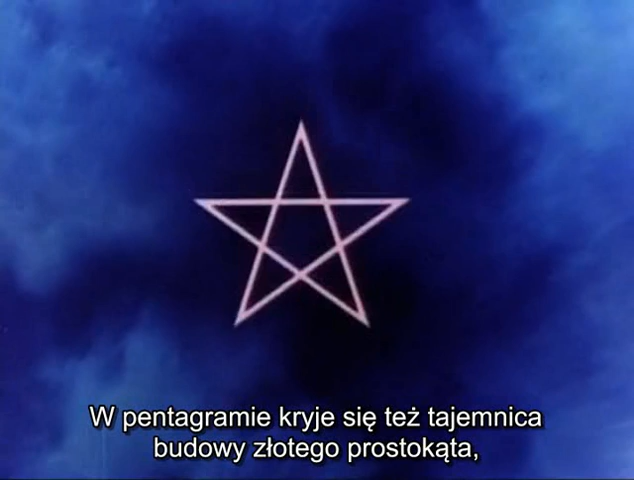 W pentagramie kryje się też tajemnica
budowy złotego prostokąta,